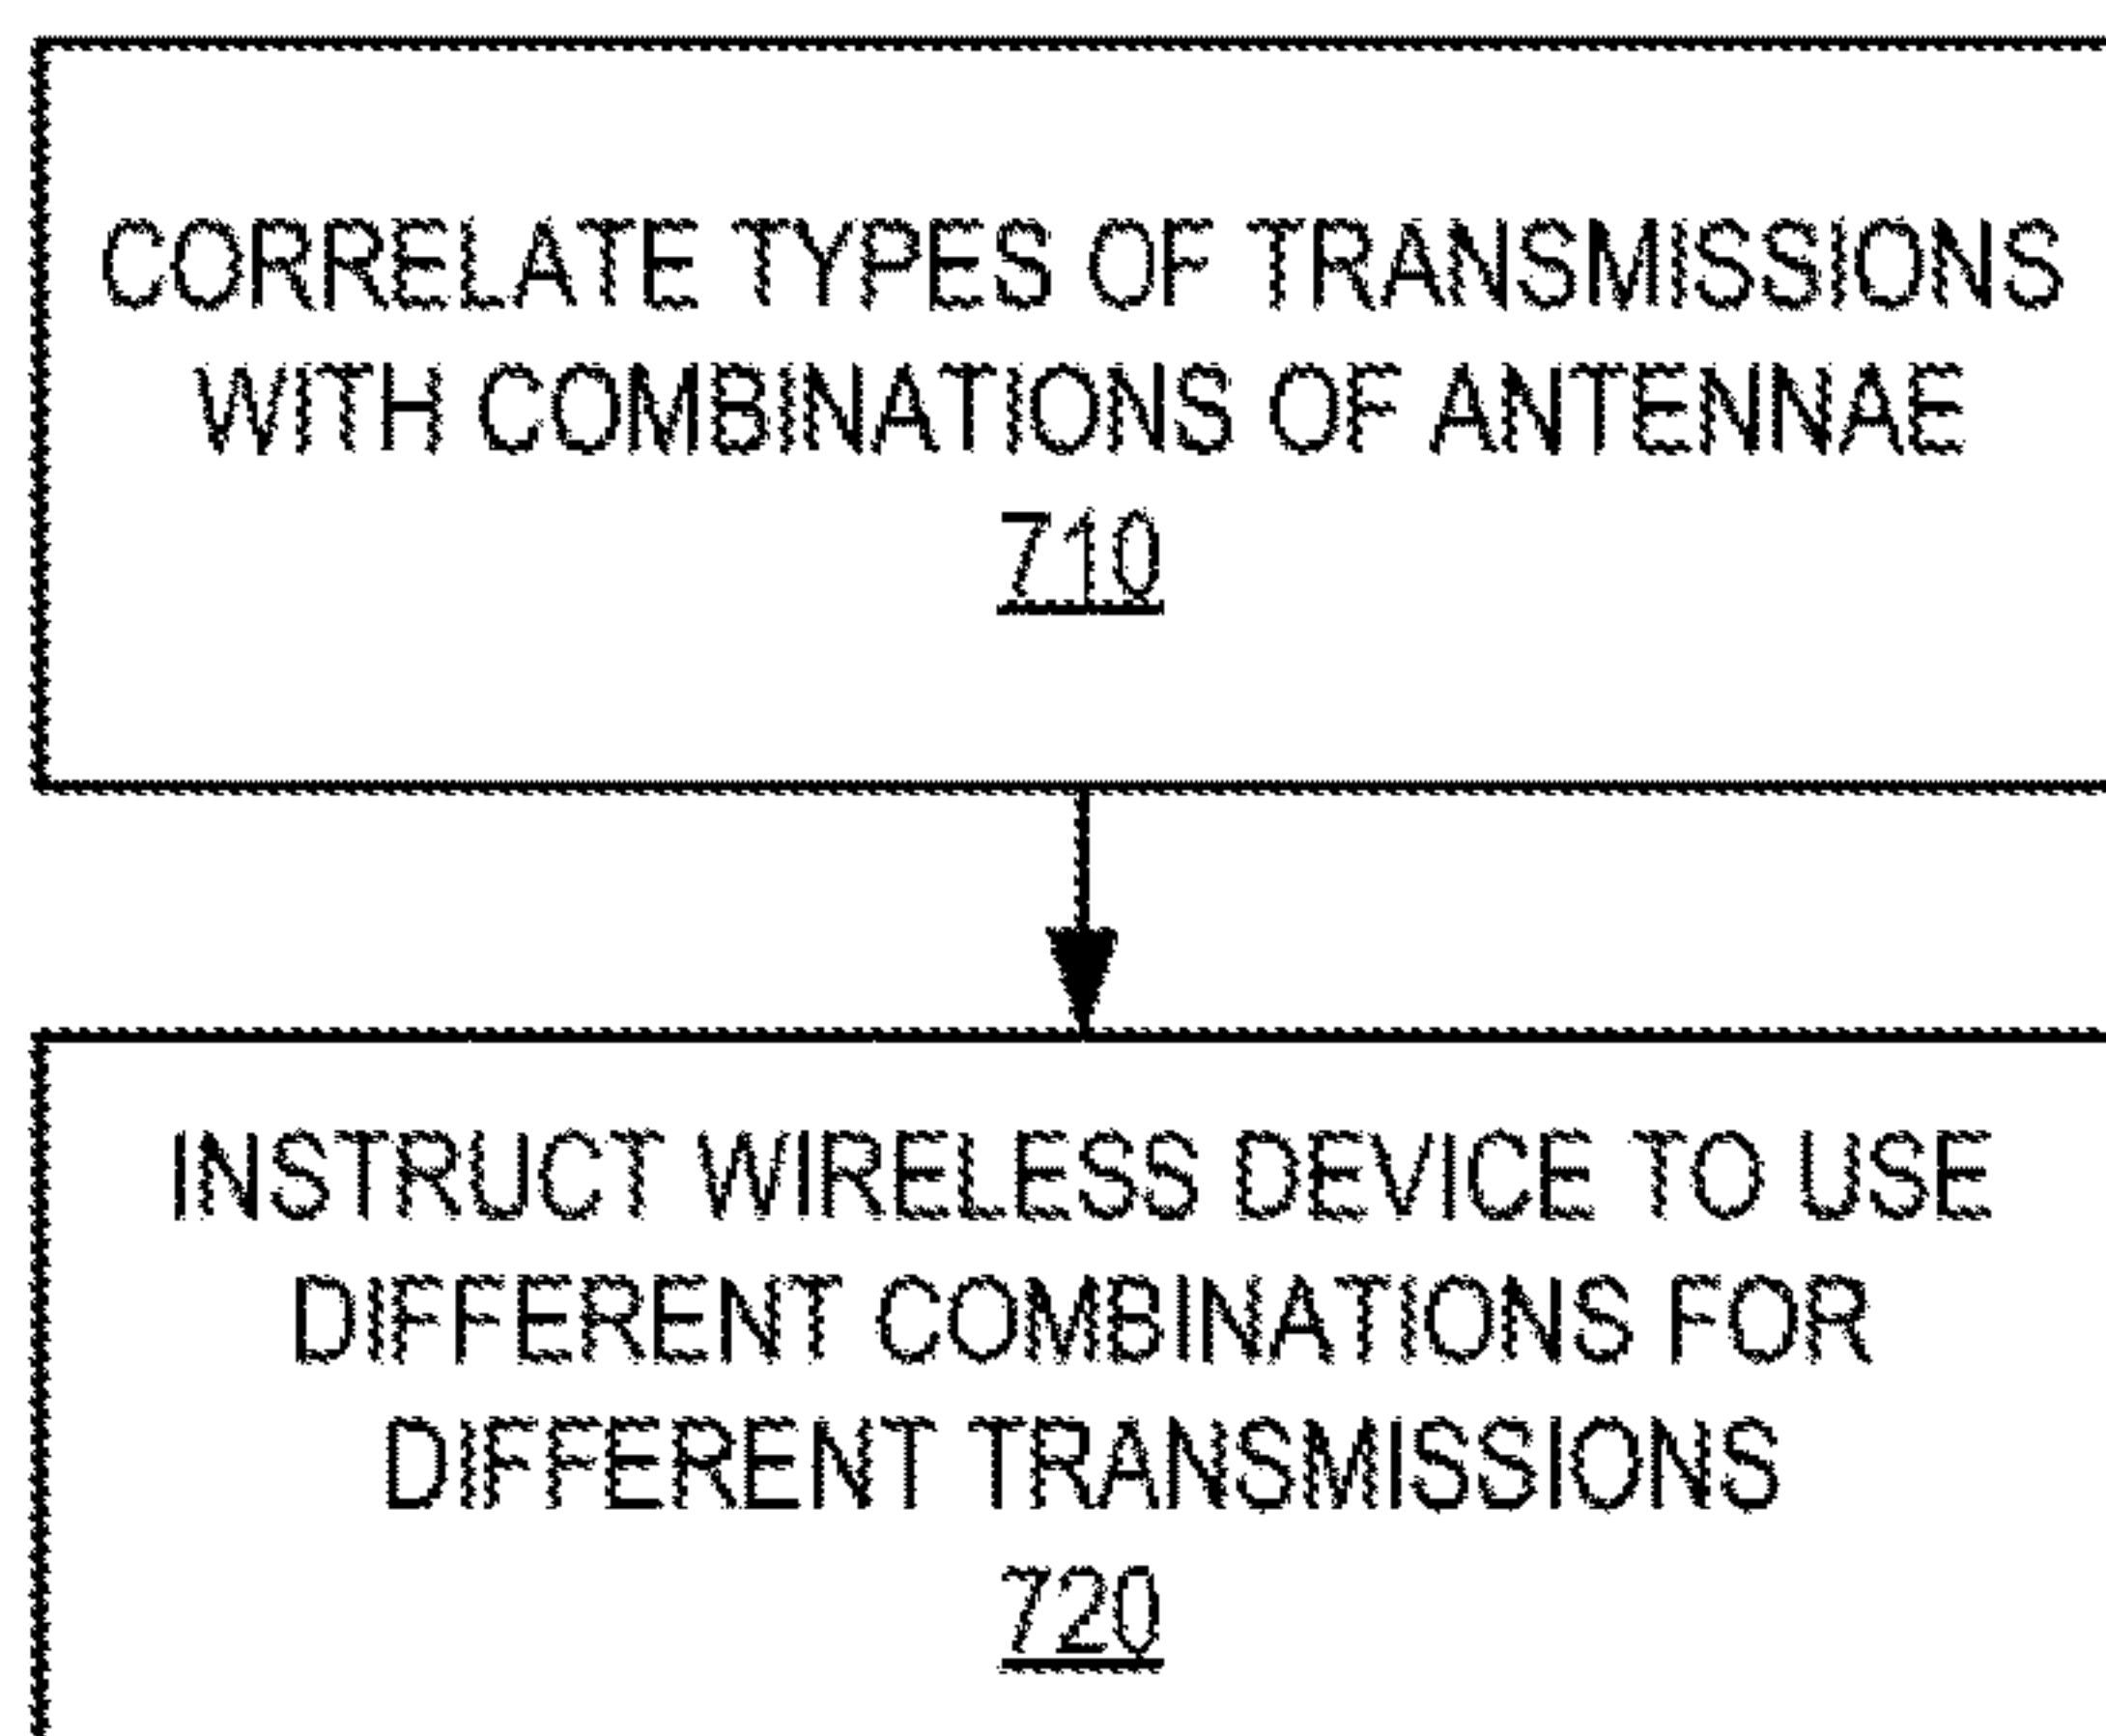 CORRELATE TYPES OF TRANSMISSIONS
WITH COMBINATIONS OF ANTENNAE
710
INSTRUCT WIRELESS DEVICE TO USE
DIFFERENT COMBINATIONS FOR
DIFFERENT TRANSMISSIONS
720